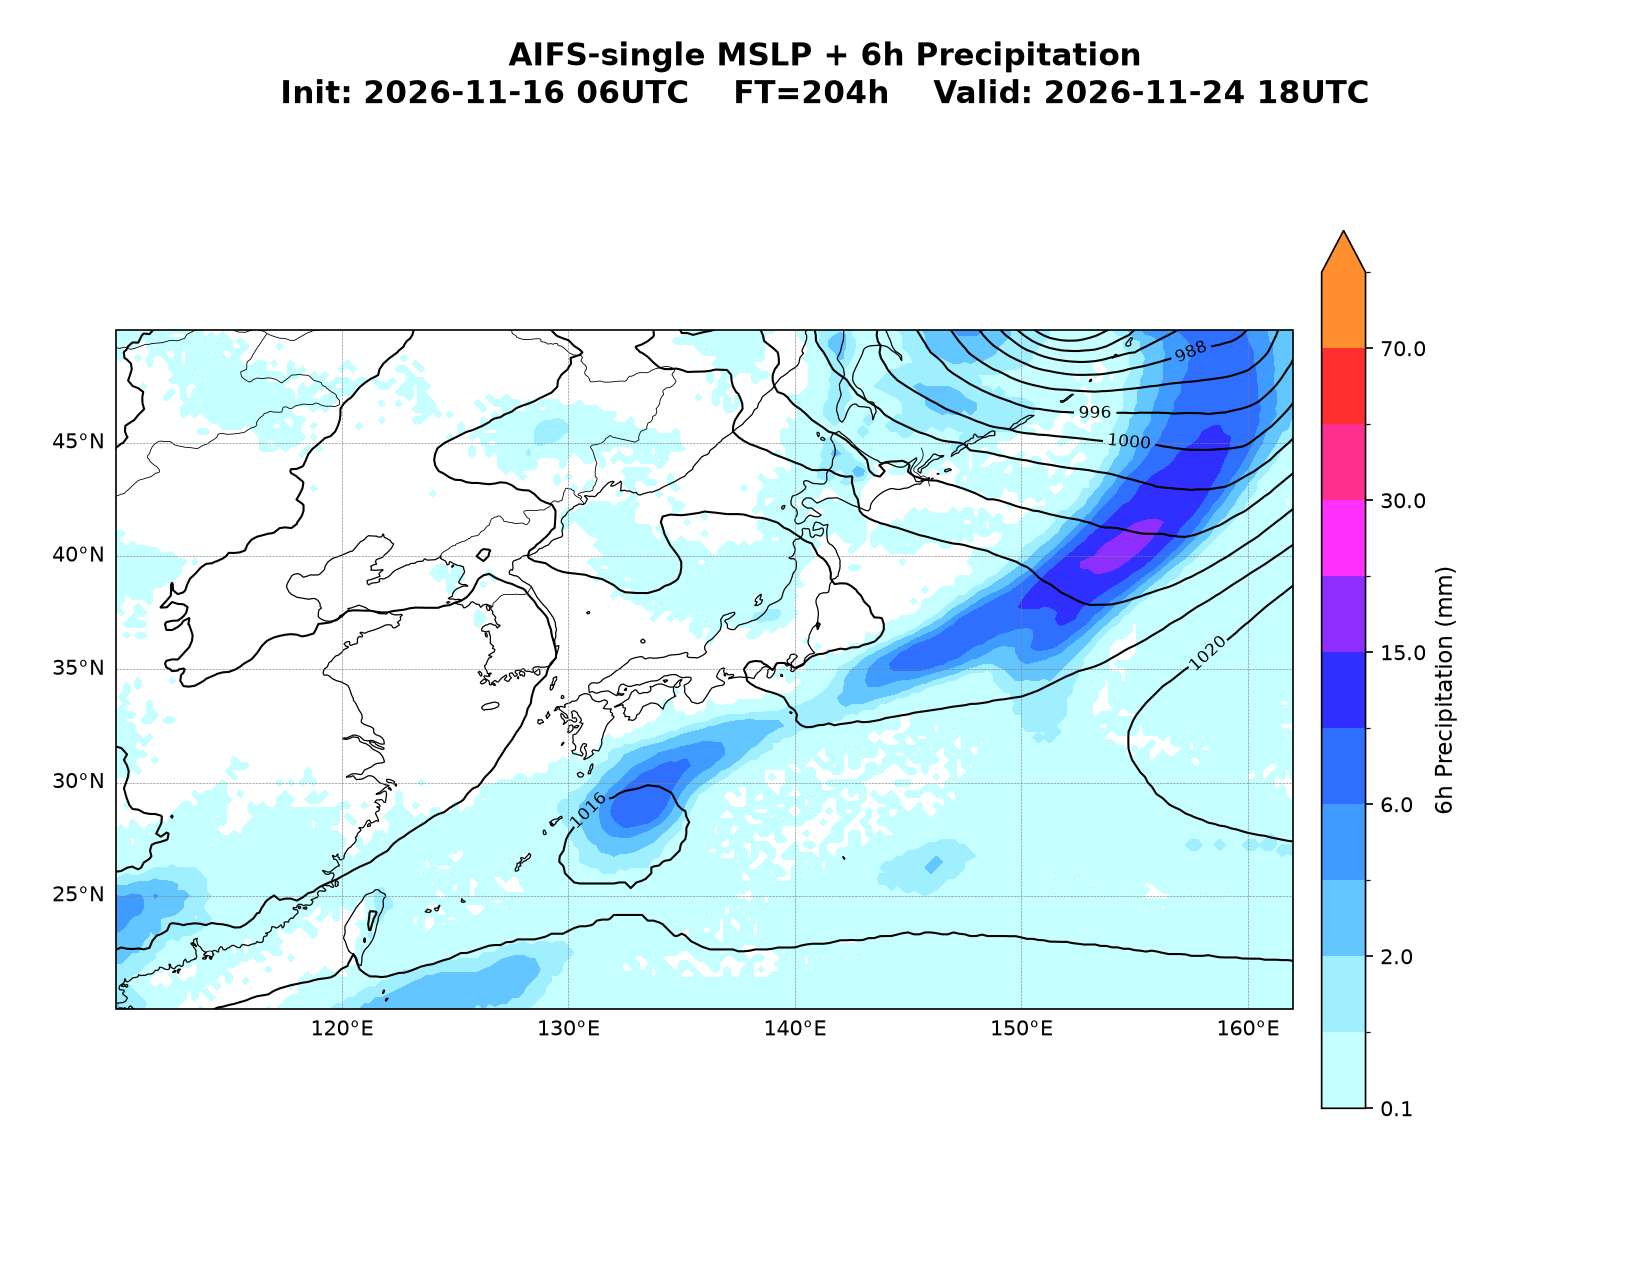 AIFS-single MSLP + 6h Precipitation
Init: 2026-11-16 06UTC    FT=204h    Valid: 2026-11-24 18UTC
988
996
1000
1020
1016
45°N
40°N
35°N
30°N
25°N
120°E
130°E
140°E
150°E
160°E
70.0
30.0
15.0
6.0
2.0
0.1
6h Precipitation (mm)